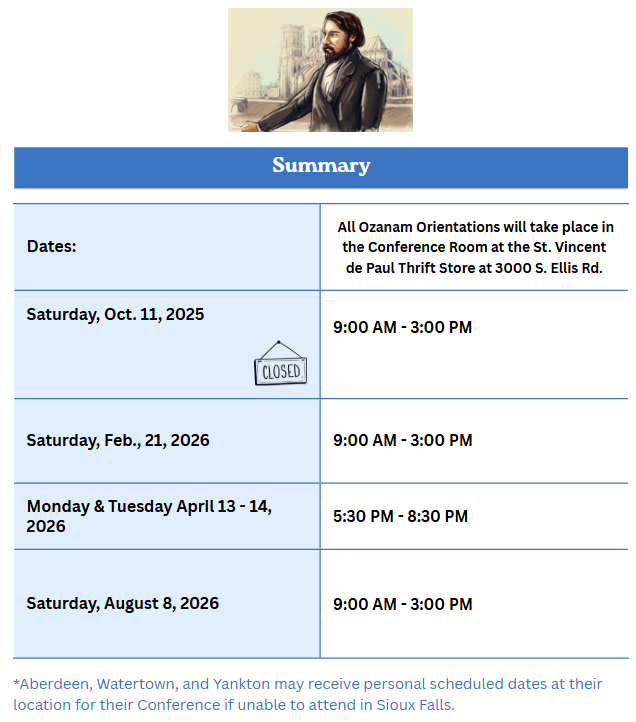 Summary
Dates:
All Ozanam Orientations will take place in
the Conference Room at the St. Vincent
de Paul Thrift Store at 3000 S. Ellis Rd.
Saturday, Oct. 11, 2025
CLOSED
9:00 AM - 3:00 PM
Saturday, Feb., 21, 2026
9:00 AM - 3:00 PM
Monday & Tuesday April 13 - 14,
2026
5:30 PM - 8:30 PM
Saturday, August 8, 2026
9:00 AM - 3:00 PM
*Aberdeen, Watertown, and Yankton may receive personal scheduled dates at their
location for their Conference if unable to attend in Sioux Falls.